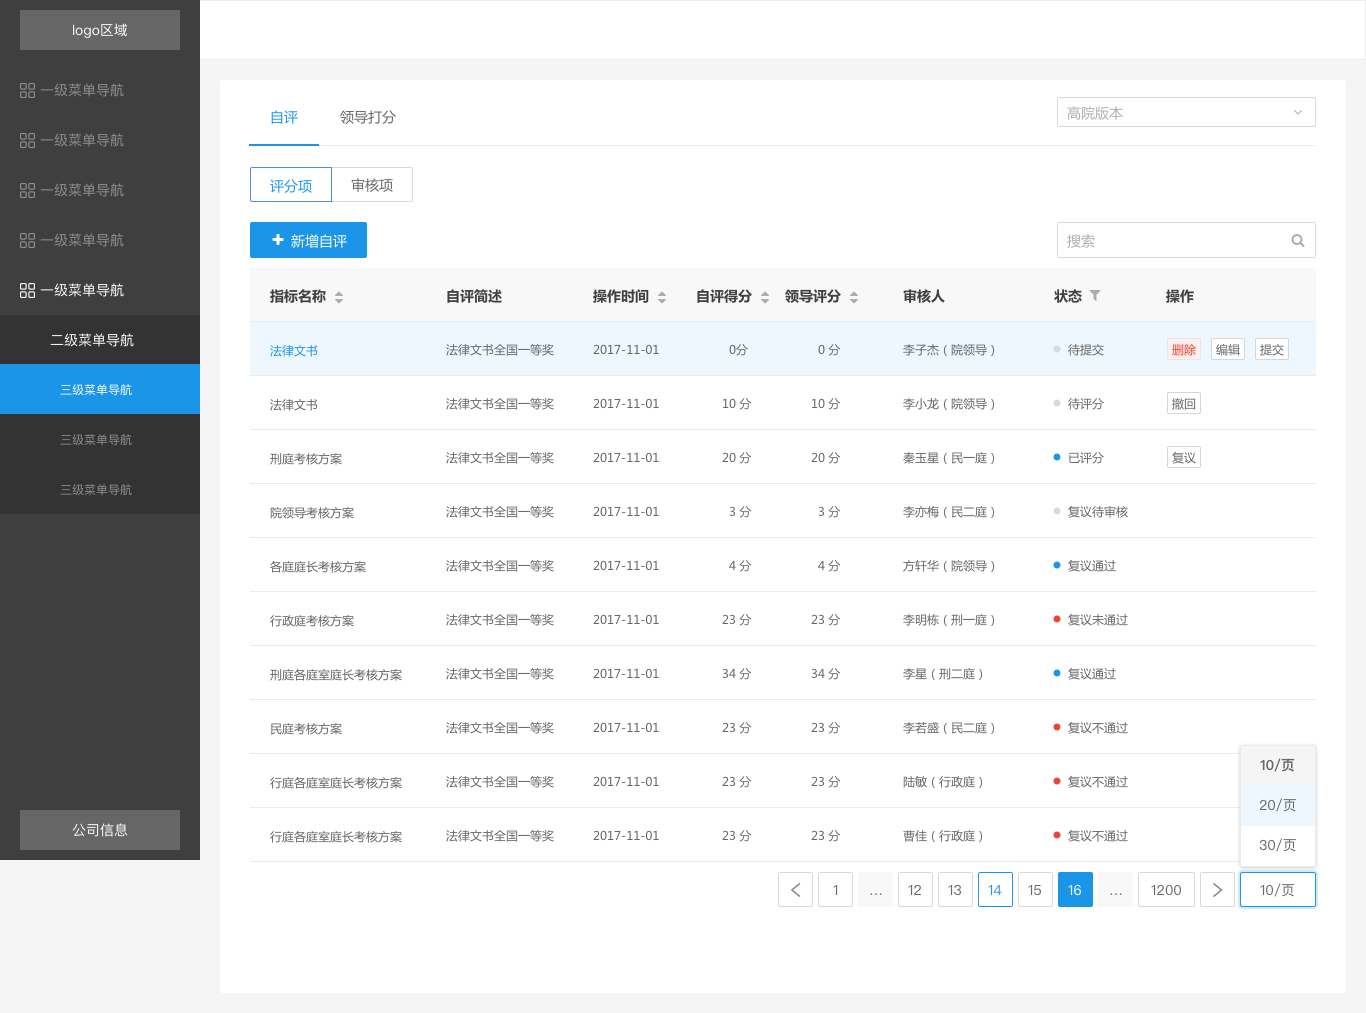 logo区域
一级菜单导航
一级菜单导航
一级菜单导航
一级菜单导航
一级菜单导航
二级菜单导航
三级菜单导航
三级菜单导航
三级菜单导航
公司信息
自评 领导打分 高院版本
评分项 审核项
新增自评 搜索
指标名称 自评简述 操作时间 自评得分 领导评分 审核人 状态 操作
法律文书 法律文书全国一等奖 2017-11-01 0分 0 分 李子杰（院领导） 待提交 删除 编辑 提交
法律文书 法律文书全国一等奖 2017-11-01 10 分 10 分 李小龙（院领导） 待评分 撤回
刑庭考核方案 法律文书全国一等奖 2017-11-01 20 分 20 分 秦玉星（民一庭） 已评分 复议
院领导考核方案 法律文书全国一等奖 2017-11-01 3 分 3 分 李亦梅（民二庭） 复议待审核
各庭庭长考核方案 法律文书全国一等奖 2017-11-01 4 分 4 分 方轩华（院领导） 复议通过
行政庭考核方案 法律文书全国一等奖 2017-11-01 23 分 23 分 李明栋（刑一庭） 复议未通过
刑庭各庭室庭长考核方案 法律文书全国一等奖 2017-11-01 34 分 34 分 李星（刑二庭） 复议通过
民庭考核方案 法律文书全国一等奖 2017-11-01 23 分 23 分 李若盛（民二庭） 复议不通过
行庭各庭室庭长考核方案 法律文书全国一等奖 2017-11-01 23 分 23 分 陆敏（行政庭） 复议不通过
行庭各庭室庭长考核方案 法律文书全国一等奖 2017-11-01 23 分 23 分 曹佳（行政庭） 复议不通过
10/页
20/页
30/页
1 ... 12 13 14 15 16 ... 1200 10/页